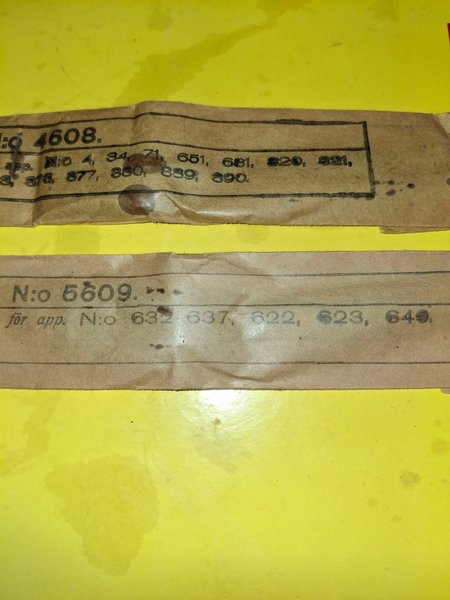 N:o 4608.
app. N:o 4, 34, 71, 651, 681, 820, 821,
876, 877, 880, 889, 890.
N:o 5609.
för app. N:o 632, 637, 622, 623, 649.